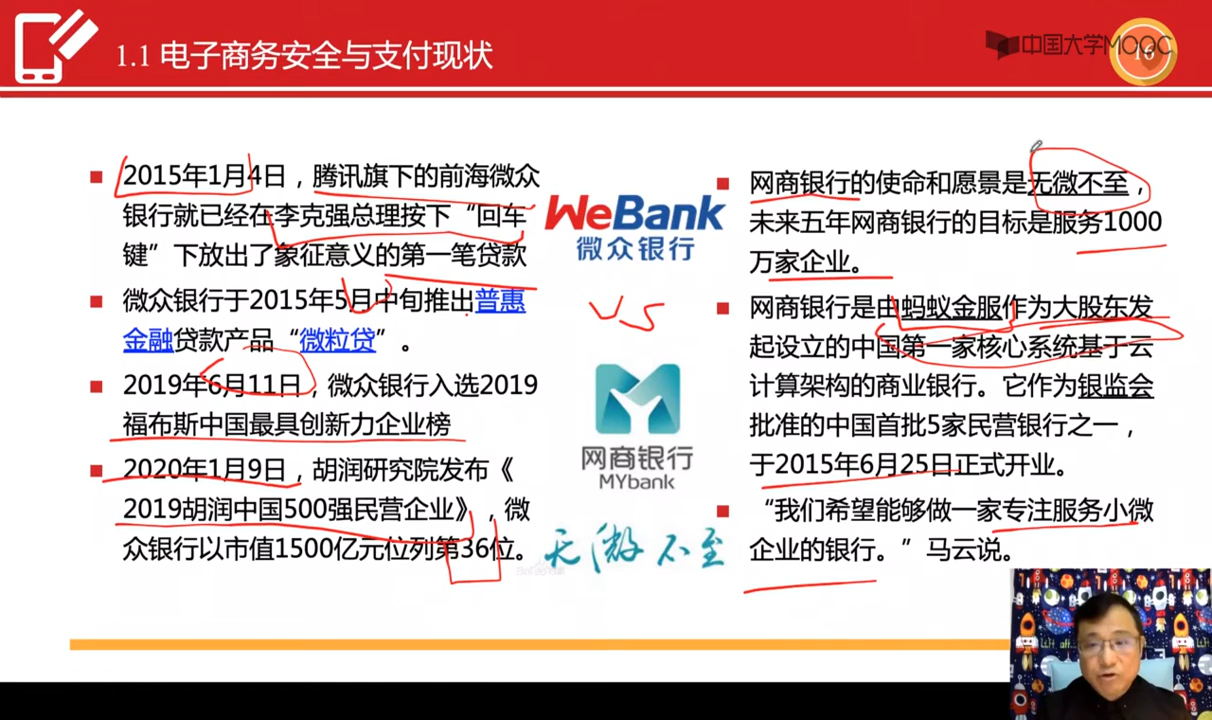 1.1 电子商务安全与支付现状
中国大学MOOC
16
2015年1月4日，腾讯旗下的前海微众
银行就已经在李克强总理按下“回车
键”下放出了象征意义的第一笔贷款
微众银行于2015年5月中旬推出普惠
金融贷款产品“微粒贷”。
2019年6月11日，微众银行入选2019
福布斯中国最具创新力企业榜
2020年1月9日，胡润研究院发布《
2019胡润中国500强民营企业》，微
众银行以市值1500亿元位列第36位。
WeBank
微众银行
VS
网商银行
MYbank
无微不至
网商银行的使命和愿景是无微不至，
未来五年网商银行的目标是服务1000
万家企业。
网商银行是由蚂蚁金服作为大股东发
起设立的中国第一家核心系统基于云
计算架构的商业银行。它作为银监会
批准的中国首批5家民营银行之一，
于2015年6月25日正式开业。
“我们希望能够做一家专注服务小微
企业的银行。”马云说。